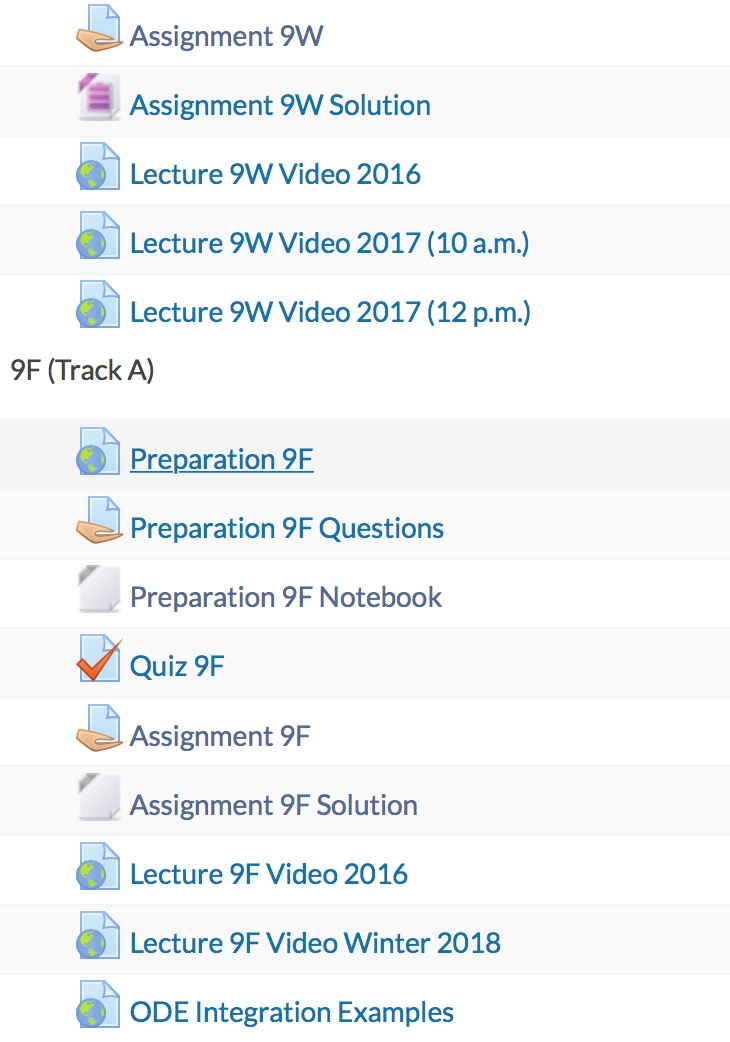 Assignment 9W
Assignment 9W Solution
Lecture 9W Video 2016
Lecture 9W Video 2017 (10 a.m.)
Lecture 9W Video 2017 (12 p.m.)
9F (Track A)
Preparation 9F
Preparation 9F Questions
Preparation 9F Notebook
Quiz 9F
Assignment 9F
Assignment 9F Solution
Lecture 9F Video 2016
Lecture 9F Video Winter 2018
ODE Integration Examples